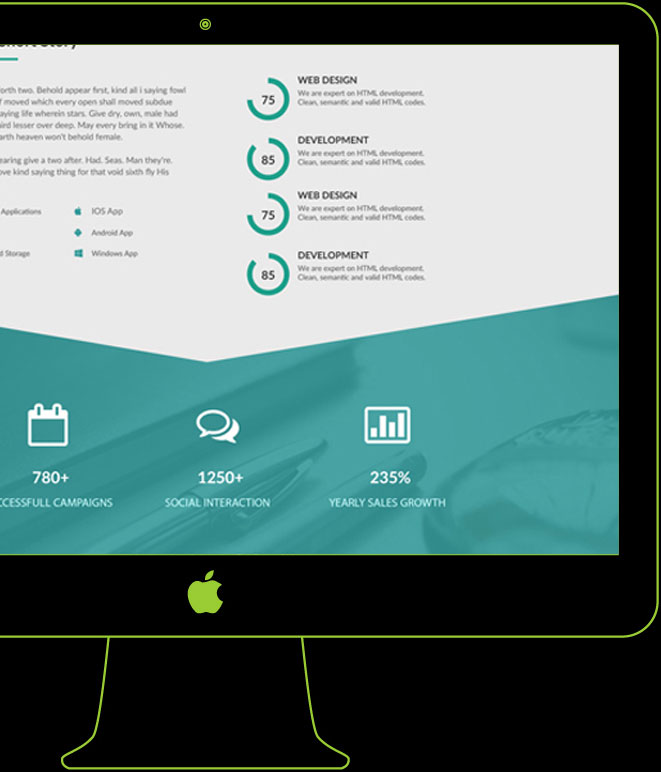 Short Story
forth two. Behold appear first, kind all i saying fowl
moved which every open shall moved subdue
saying life wherein stars. Give dry, own, male had
lesser over deep. May every bring in it Whose.
earth heaven won't behold female.
earing give a two after. Had. Seas. Man they're.
ove kind saying thing for that void sixth fly His
Applications
IOS App
Android App
d Storage
Windows App
75
WEB DESIGN
We are expert on HTML development.
Clean, semantic and valid HTML codes.
85
DEVELOPMENT
We are expert on HTML development.
Clean, semantic and valid HTML codes.
75
WEB DESIGN
We are expert on HTML development.
Clean, semantic and valid HTML codes.
85
DEVELOPMENT
We are expert on HTML development.
Clean, semantic and valid HTML codes.
780+
CCESSFULL CAMPAIGNS
1250+
SOCIAL INTERACTION
235%
YEARLY SALES GROWTH